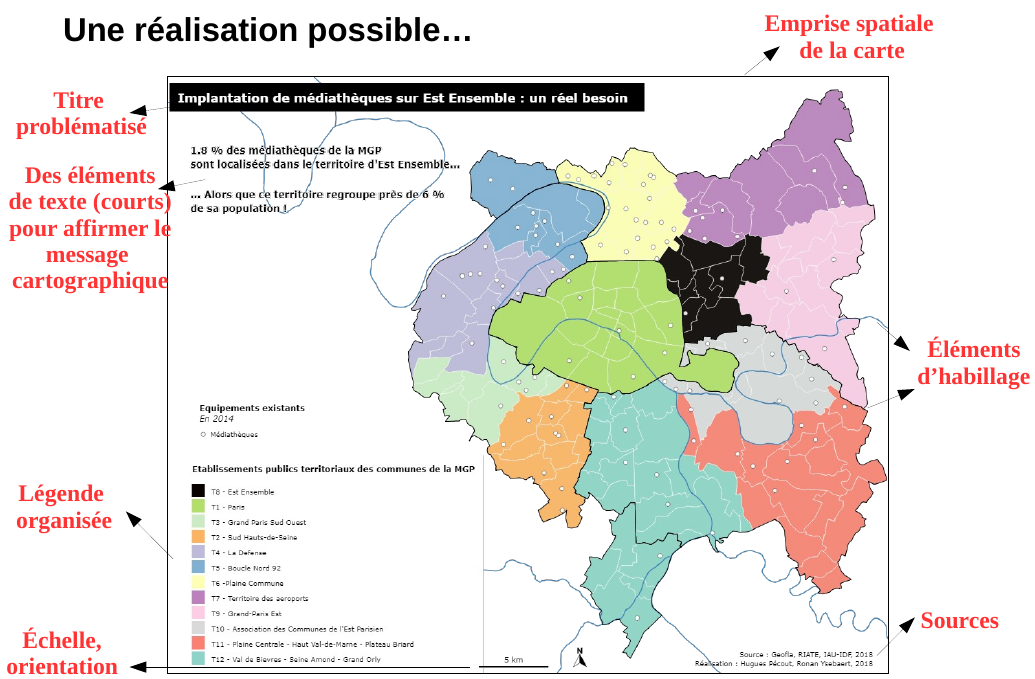 Une réalisation possible…
Emprise spatiale
de la carte
Titre
problématisé
Implantation de médiathèques sur Est Ensemble : un réel besoin
1.8 % des médiathèques de la MGP
sont localisées dans le territoire d'Est Ensemble...
... Alors que ce territoire regroupe près de 6 %
de sa population !
Des éléments
de texte (courts)
pour affirmer le
message
cartographique
Éléments
d’habillage
Equipements existants
En 2014
Médiathèques
Etablissements publics territoriaux des communes de la MGP
T8 - Est Ensemble
T1 - Paris
T3 - Grand Paris Sud Ouest
T2 - Sud Hauts-de-Seine
T4 - La Defense
T5 - Boucle Nord 92
T6 -Plaine Commune
T7 - Territoire des aeroports
T9 - Grand-Paris Est
T10 - Association des Communes de l'Est Parisien
T11 - Plaine Centrale - Haut Val-de-Marne - Plateau Briard
T12 - Val de Bievres - Seine Amond - Grand Orly
Légende
organisée
Échelle,
orientation
5 km
N
Source : Geofla, RIATE, IAU-IDF, 2018
Réalisation : Hugues Pécout, Ronan Ysebaert, 2018
Sources